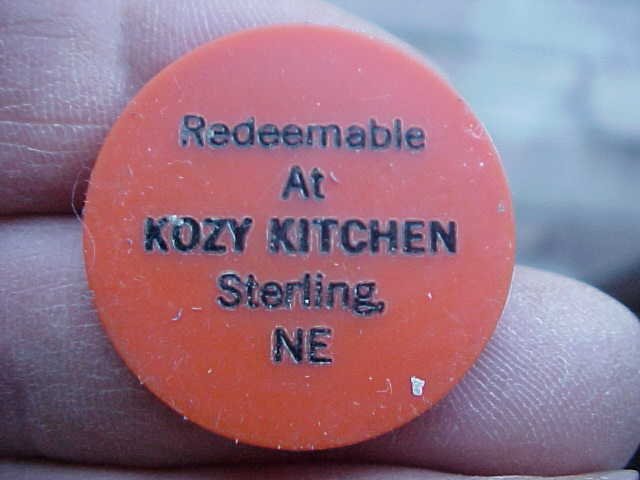 Redeemable
At
KOZY KITCHEN
Sterling,
NE